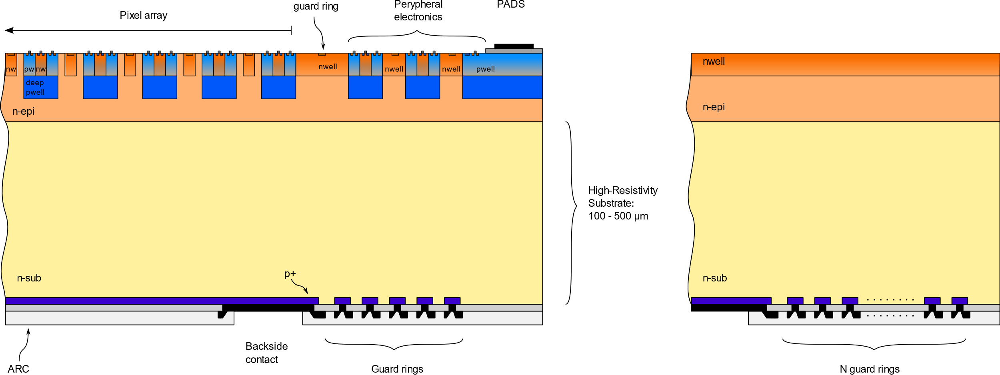 Pixel array
guard ring
Perypheral
electronics
PADS
nw
pw
nw
deep
pwell
nwell
nwell
nwell
pwell
n-epi
n-sub
p+
High-Resistivity
Substrate:
100 - 500 µm
ARC
Backside
contact
Guard rings
nwell
n-epi
n-sub
N guard rings